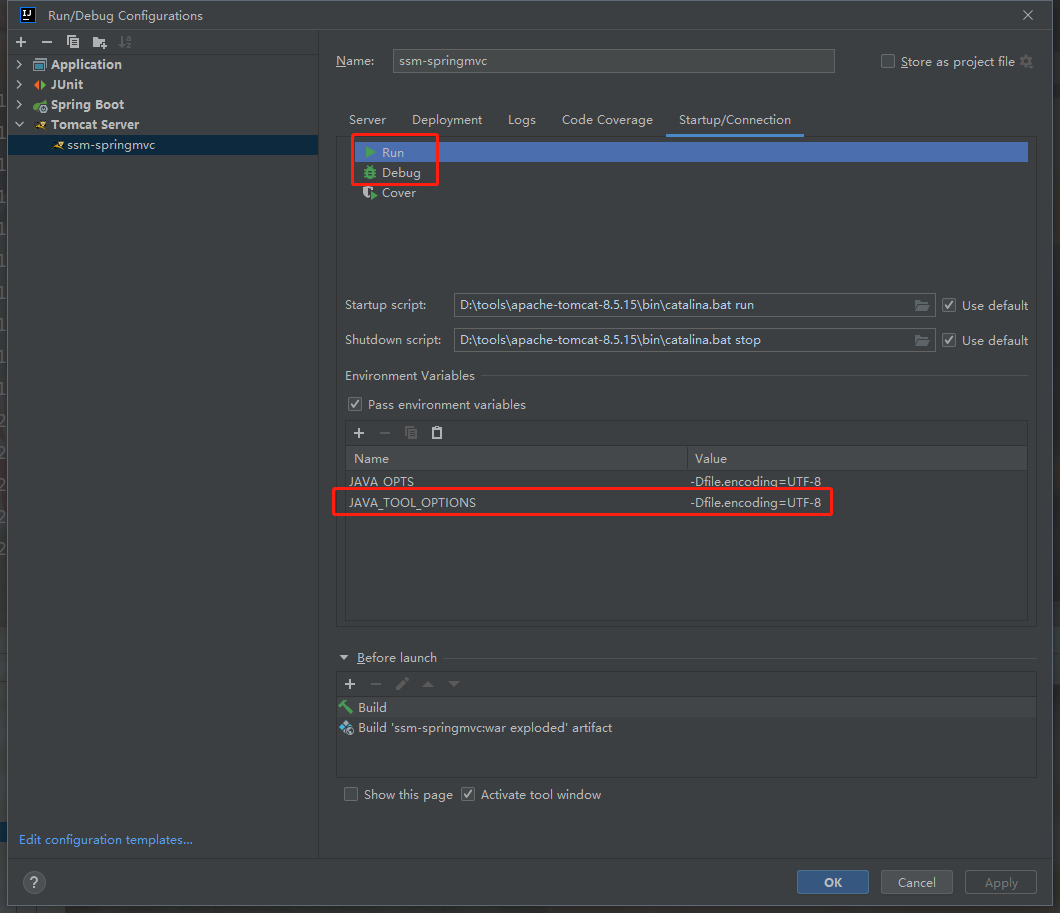 IJ
Run/Debug Configurations
Application
JUnit
Spring Boot
Tomcat Server
ssm-springmvc
Edit configuration templates...
?
Name: ssm-springmvc
Store as project file
Server Deployment Logs Code Coverage Startup/Connection
Run
Debug
Cover
Startup script: D:\tools\apache-tomcat-8.5.15\bin\catalina.bat run Use default
Shutdown script: D:\tools\apache-tomcat-8.5.15\bin\catalina.bat stop Use default
Environment Variables
Pass environment variables
Name Value
JAVA_OPTS -Dfile.encoding=UTF-8
JAVA_TOOL_OPTIONS -Dfile.encoding=UTF-8
Before launch
Build
Build 'ssm-springmvc:war exploded' artifact
Show this page Activate tool window
OK Cancel Apply